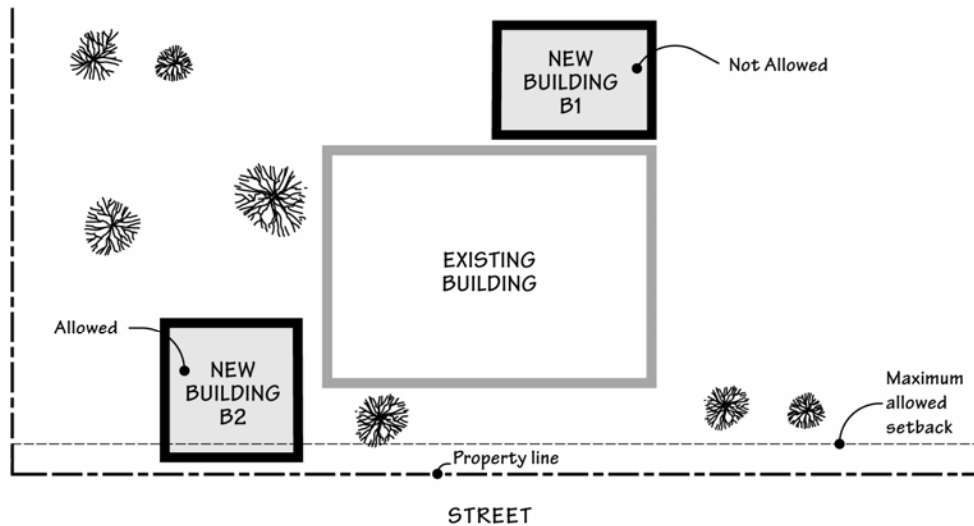 NEW
BUILDING
B1
Not Allowed
EXISTING
BUILDING
Allowed
NEW
BUILDING
B2
Maximum
allowed
setback
Property line
STREET